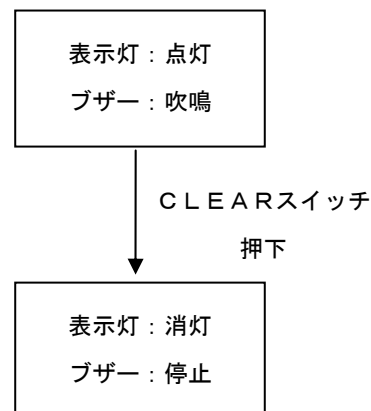 表示灯：点灯
ブザー：吹鳴
ＣＬＥＡＲスイッチ
押下
表示灯：消灯
ブザー：停止